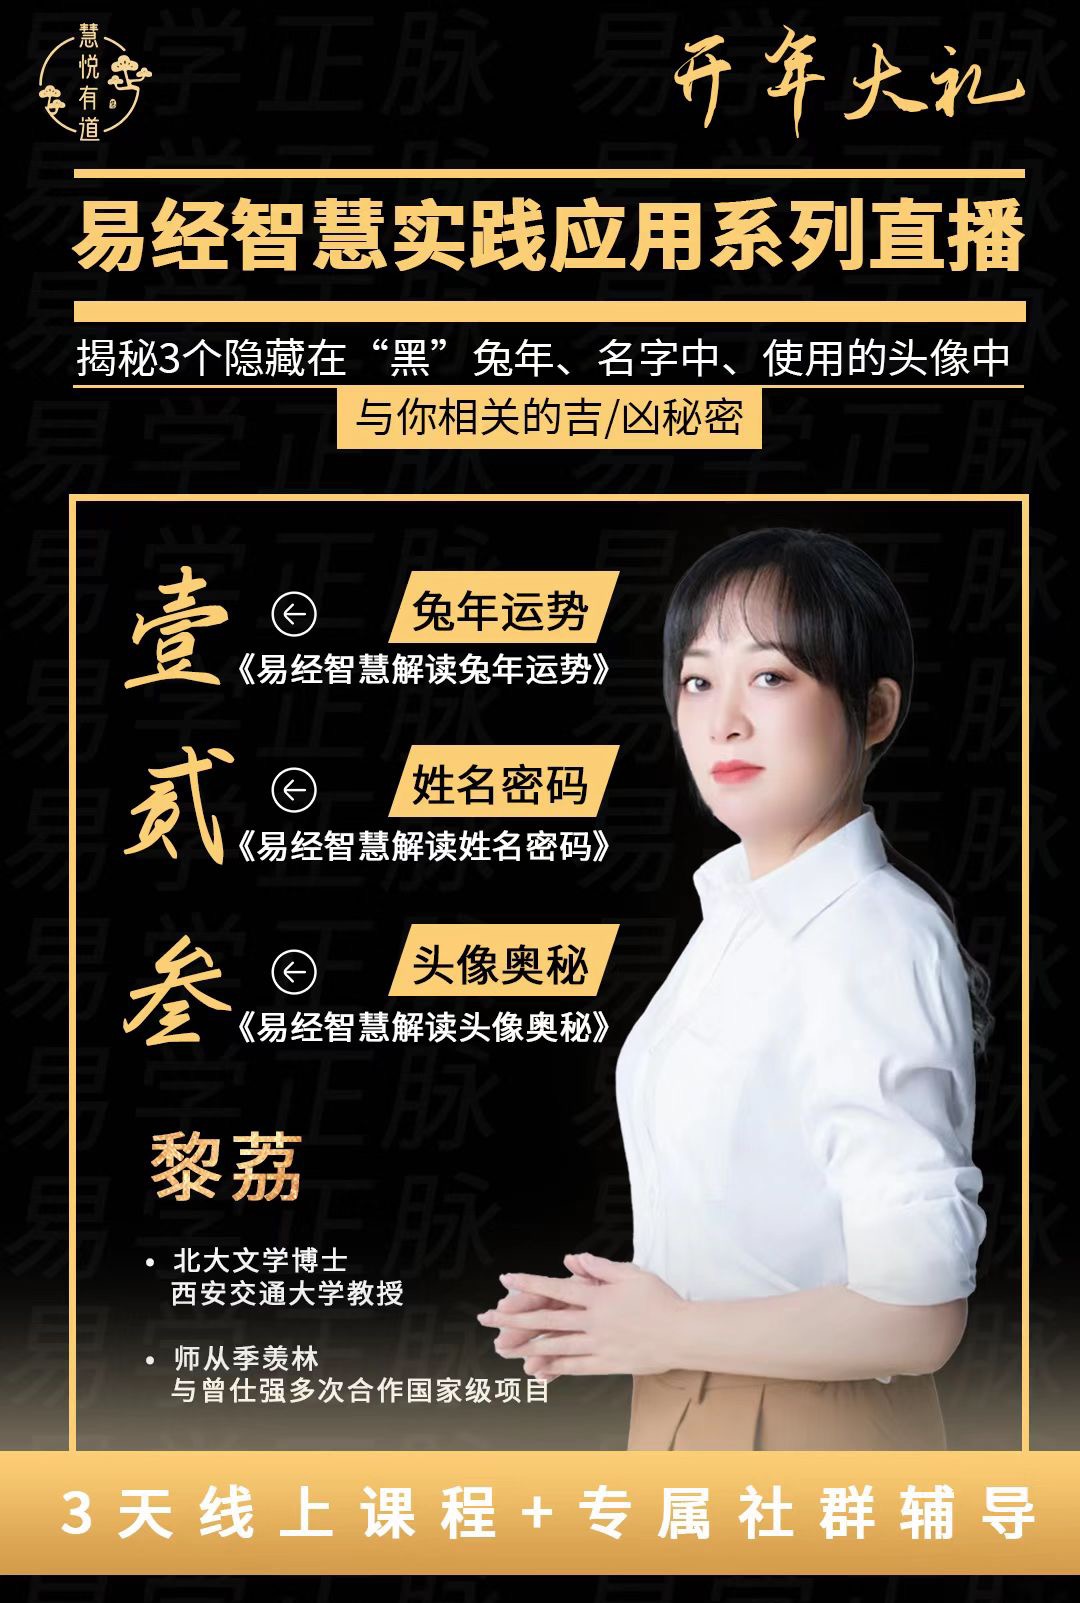 慧悦有道
开年大礼
易经智慧实践应用系列直播
揭秘3个隐藏在“黑”兔年、名字中、使用的头像中
与你相关的吉/凶秘密
壹
兔年运势
《易经智慧解读兔年运势》
贰
姓名密码
《易经智慧解读姓名密码》
叁
头像奥秘
《易经智慧解读头像奥秘》
黎荔
• 北大文学博士
西安交通大学教授
• 师从季羡林
与曾仕强多次合作国家级项目
3天线上课程+专属社群辅导
易学正脉